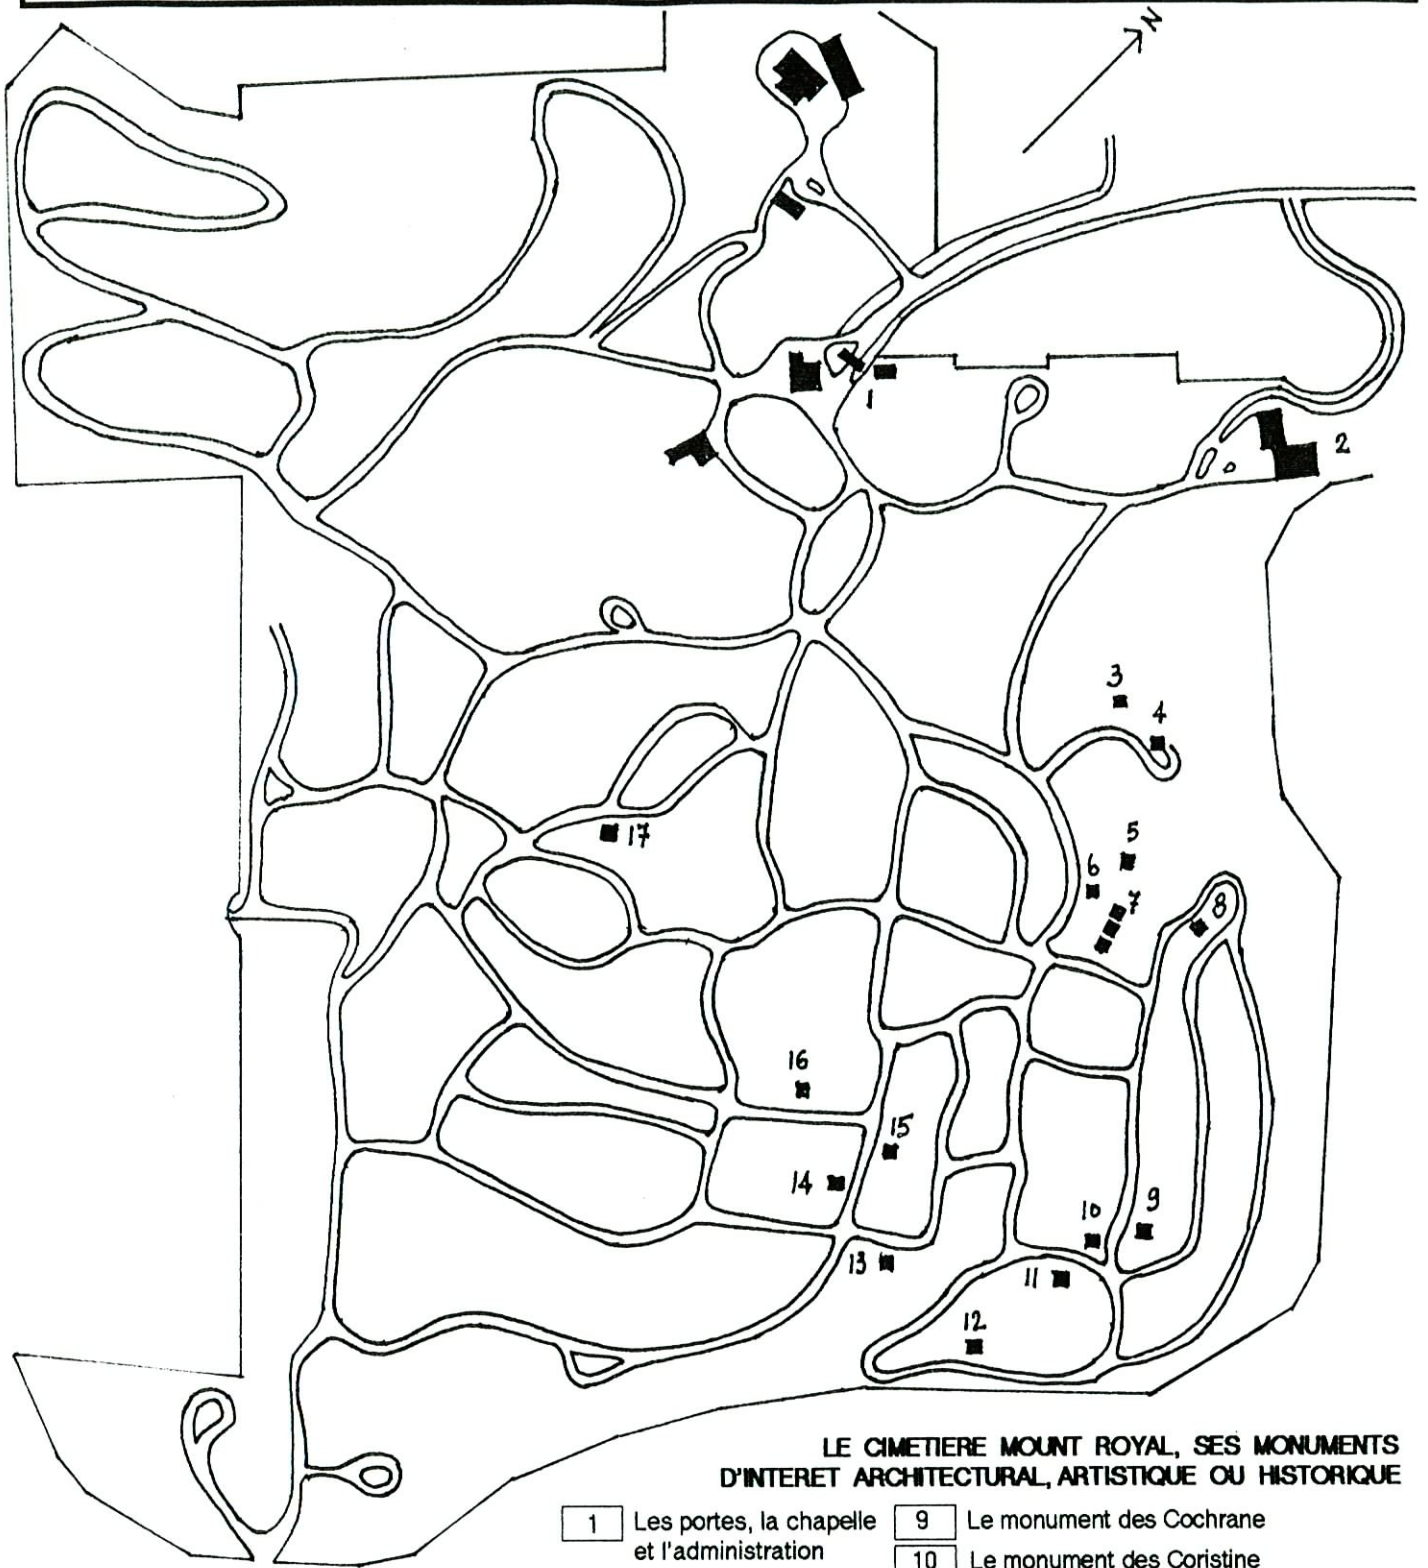 N
1
2
3
4
5
6
7
8
17
16
15
14
10
9
13
11
12
LE CIMETIERE MOUNT ROYAL, SES MONUMENTS
D'INTERET ARCHITECTURAL, ARTISTIQUE OU HISTORIQUE
1 Les portes, la chapelle
et l'administration
9 Le monument des Cochrane
10 Le monument des Coristine